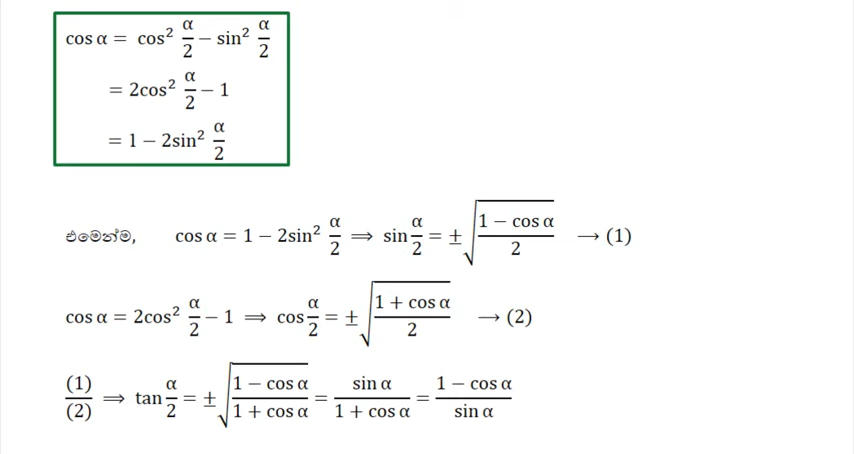 cos α = cos² α/2 − sin² α/2
= 2cos² α/2 − 1
= 1 − 2sin² α/2
එමෙන්ම, cos α = 1 − 2sin² α/2 ⟹ sin α/2 = ± √((1 − cos α)/2) → (1)
cos α = 2cos² α/2 − 1 ⟹ cos α/2 = ± √((1 + cos α)/2) → (2)
(1)/(2) ⟹ tan α/2 = ± √((1 − cos α)/(1 + cos α)) = sin α/(1 + cos α) = (1 − cos α)/sin α